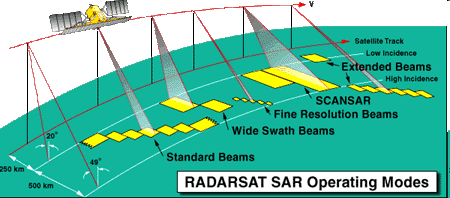 V
Satellite Track
Low Incidence
Extended Beams
High Incidence
SCANSAR
Fine Resolution Beams
Wide Swath Beams
Standard Beams
20°
49°
250 km
500 km
RADARSAT SAR Operating Modes